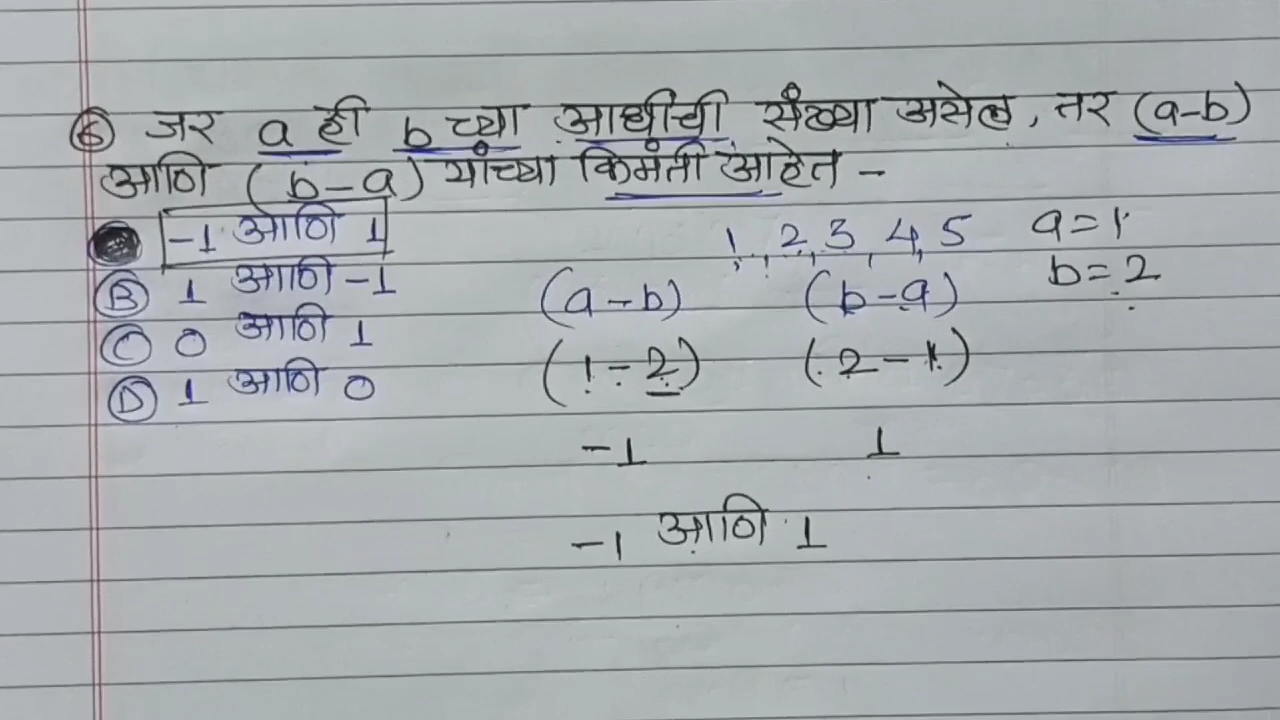 ⑥ जर a ही b च्या आधीची संख्या असेल, तर (a-b)
आणि (b-a) यांच्या किमंती आहेत -
-1 आणि 1
Ⓑ 1 आणि -1
Ⓒ 0 आणि 1
Ⓓ 1 आणि 0
1, 2, 3, 4, 5
a=1
b=2
(a-b) (b-a)
(1-2) (2-1)
-1 1
-1 आणि 1